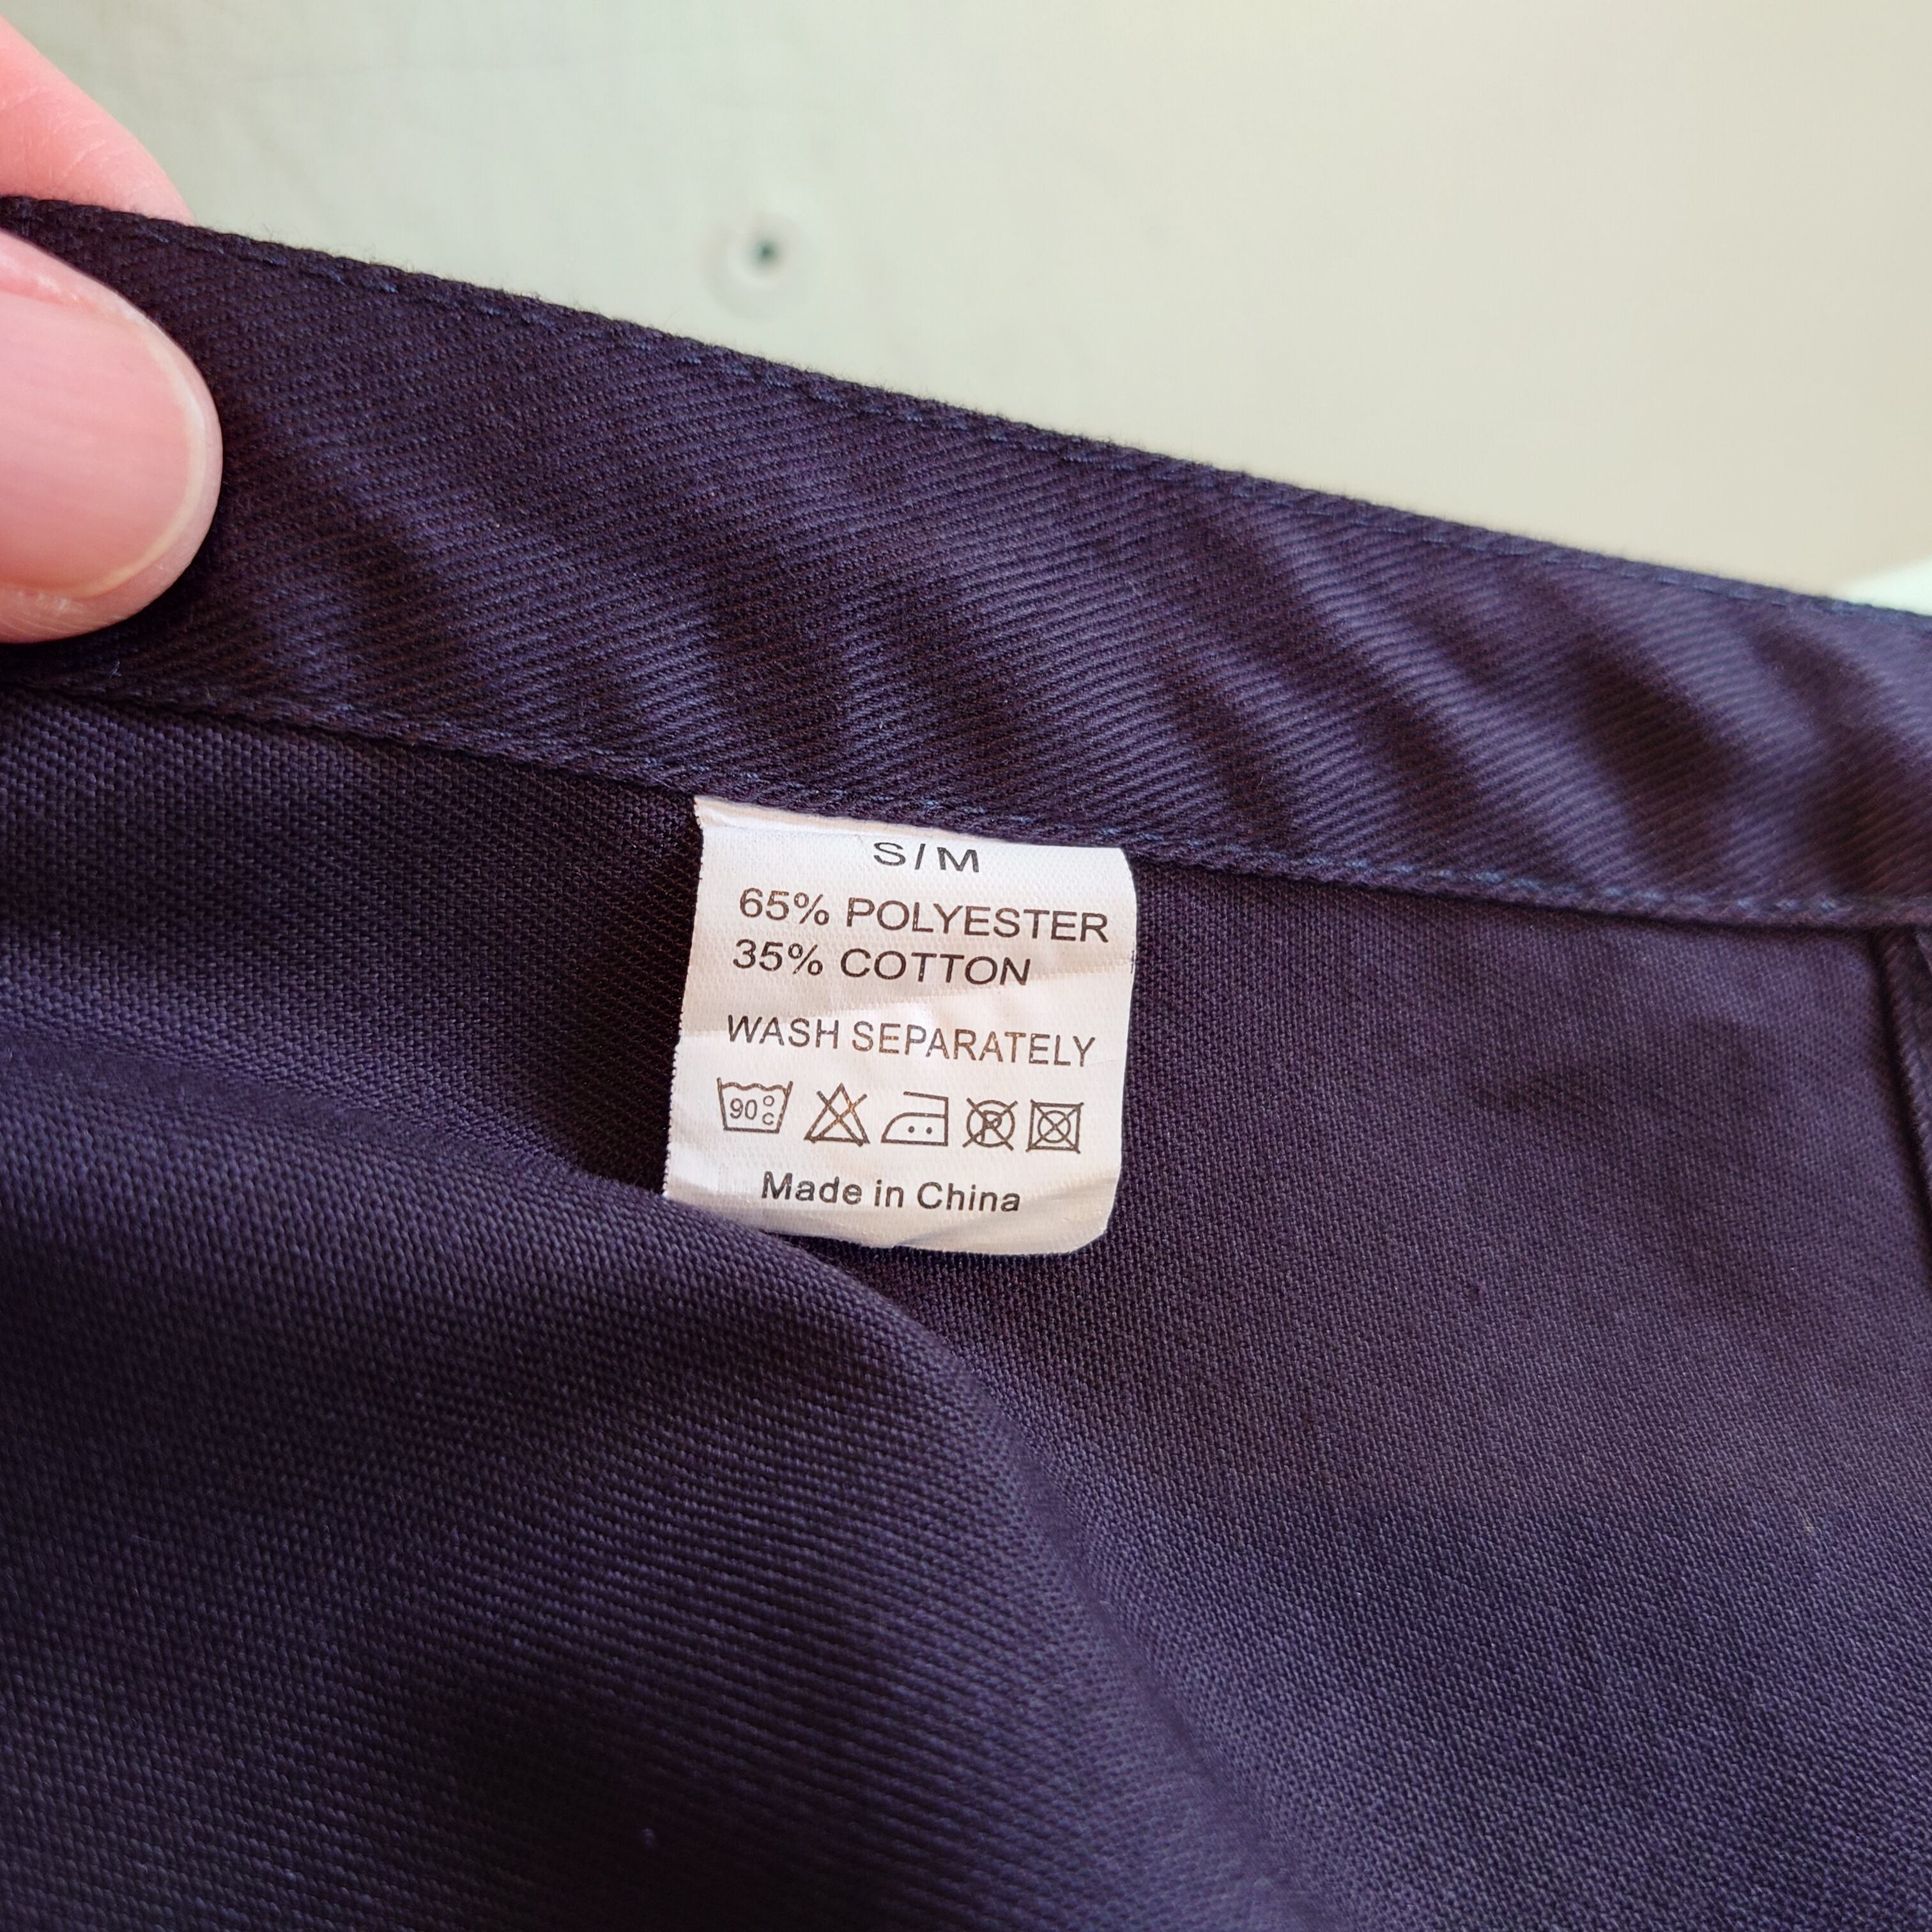 S/M
65% POLYESTER
35% COTTON
WASH SEPARATELY
90°C P
Made in China